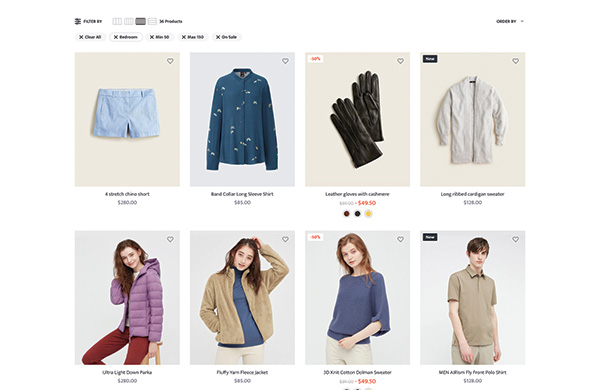 FILTER BY
36 Products
ORDER BY
Clear All
Bedroom
Min 50
Max 150
On Sale
-50%
New
4 stretch chino short
Band Collar Long Sleeve Shirt
Leather gloves with cashmere
Long ribbed cardigan sweater
$280.00
$85.00
$99.00 - $49.50
$128.00
-50%
New
Ultra Light Down Parka
Fluffy Yarn Fleece Jacket
3D Knit Cotton Dolman Sweater
MEN AIRism Fly Front Polo Shirt
$280.00
$85.00
$99.00 - $49.50
$128.00